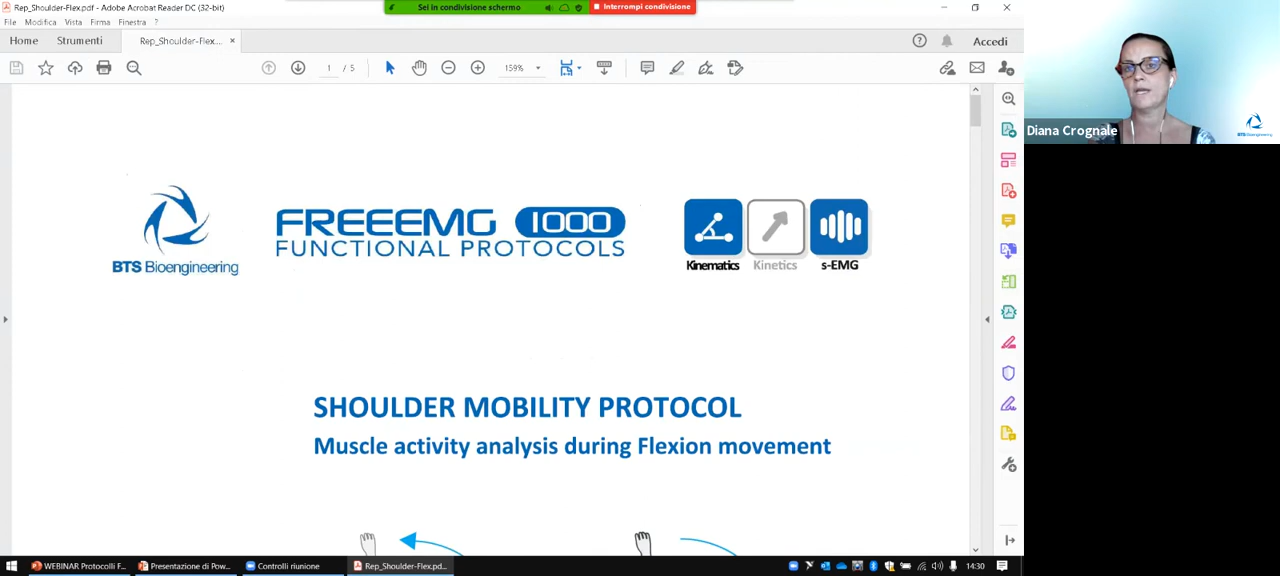 Rep_Shoulder-Flex.pdf - Adobe Acrobat Reader DC (32-bit)
Sei in condivisione schermo
Interrompi condivisione
File Modifica Vista Firma Finestra ?
Home Strumenti Rep_Shoulder-Flex... ×
Accedi
1 / 5
159%
Diana Crognale
BTS Bioengineering
FREEEMG 1000
FUNCTIONAL PROTOCOLS
BTS Bioengineering
Kinematics Kinetics s-EMG
SHOULDER MOBILITY PROTOCOL
Muscle activity analysis during Flexion movement
WEBINAR Protocolli F...
Presentazione di Pow...
Controlli riunione
Rep_Shoulder-Flex.pd...
14:30